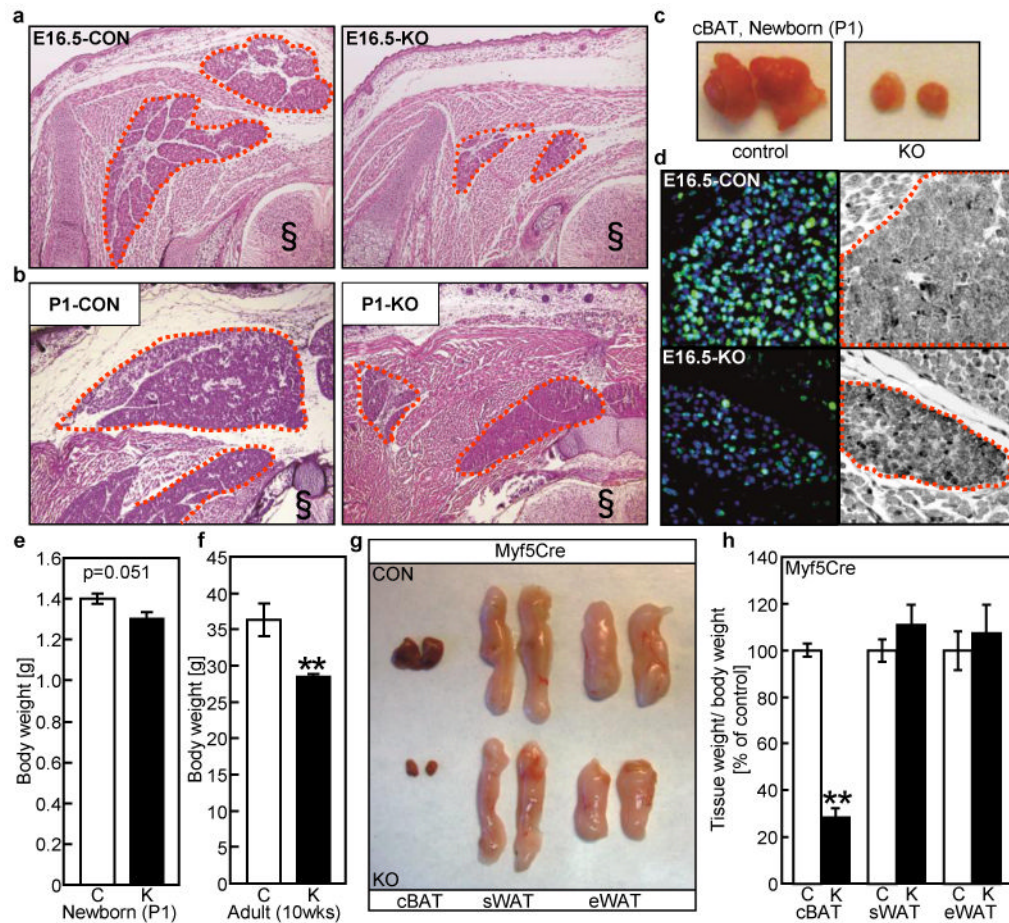 a
E16.5-CON
E16.5-KO
§
§
b
P1-CON
P1-KO
§
§
c
cBAT, Newborn (P1)
control
KO
d
E16.5-CON
E16.5-KO
e
Body weight [g]
1.6
1.4
1.2
1.0
0.8
0.6
0.4
0.2
0
p=0.051
C K
Newborn (P1)
f
Body weight [g]
45
40
35
30
25
20
15
10
5
0
**
C K
Adult (10wks)
g
Myf5Cre
CON
KO
cBAT sWAT eWAT
h
Tissue weight/ body weight
[% of control]
140
120
100
80
60
40
20
0
Myf5Cre
**
C K C K C K
cBAT sWAT eWAT